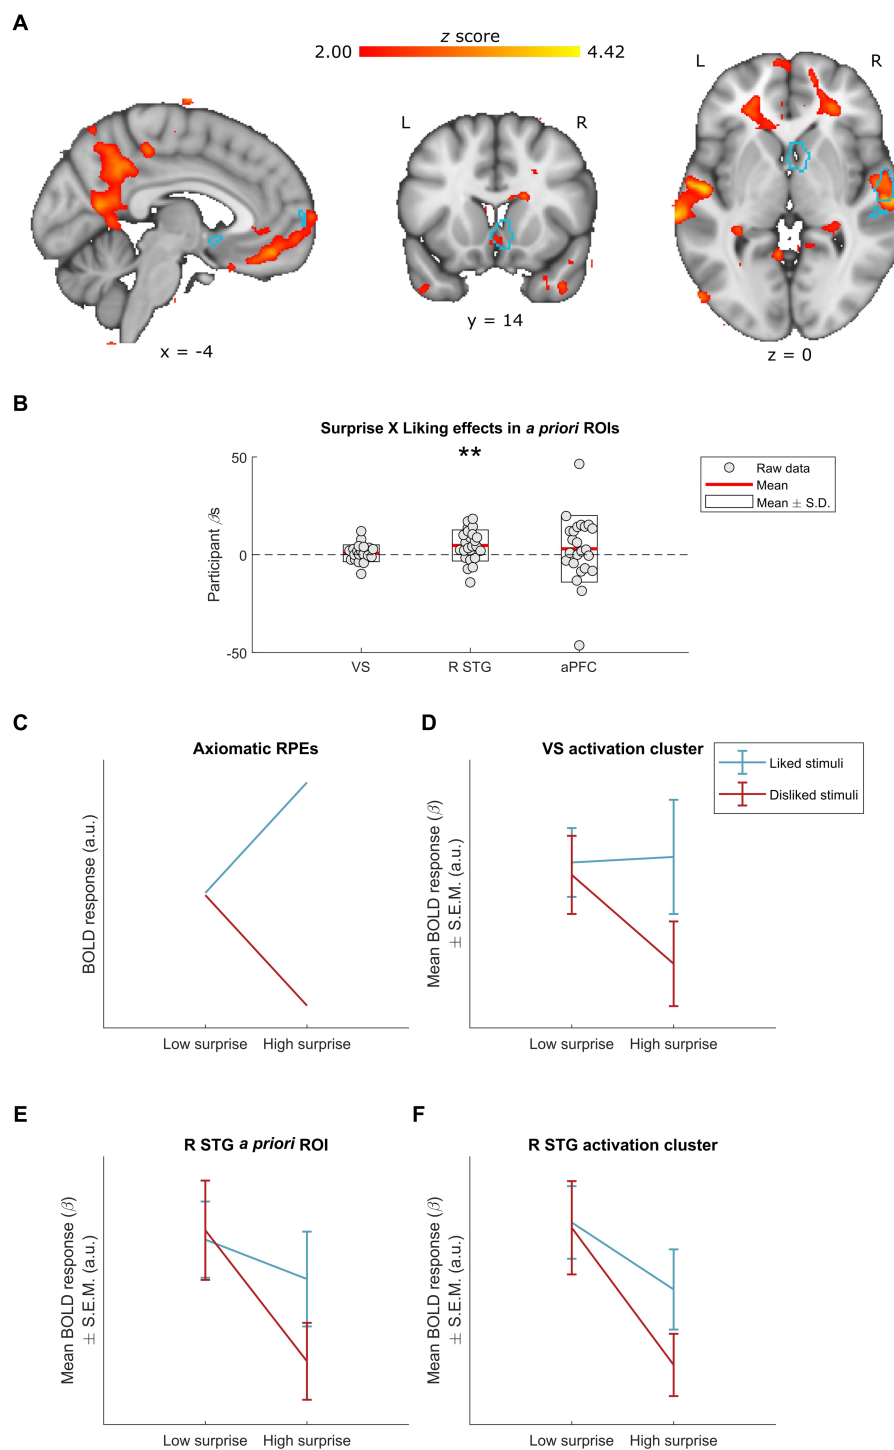 A
z score
2.00 4.42
L R
L R
x = -4
y = 14
z = 0
B
Surprise X Liking effects in a priori ROIs
**
50
0
-50
Participant βs
VS R STG aPFC
Raw data
Mean
Mean ± S.D.
C
Axiomatic RPEs
BOLD response (a.u.)
Low surprise High surprise
D
VS activation cluster
Liked stimuli
Disliked stimuli
Mean BOLD response (β)
± S.E.M. (a.u.)
Low surprise High surprise
E
R STG a priori ROI
Mean BOLD response (β)
± S.E.M. (a.u.)
Low surprise High surprise
F
R STG activation cluster
Mean BOLD response (β)
± S.E.M. (a.u.)
Low surprise High surprise